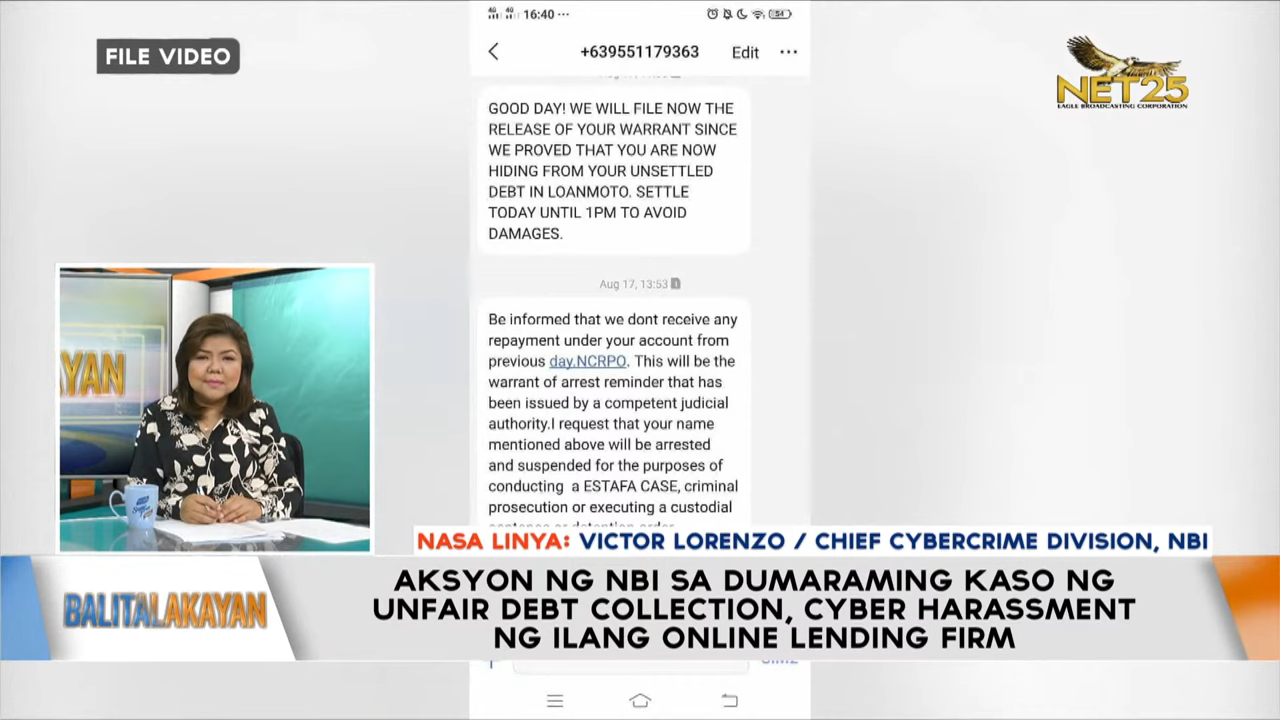 FILE VIDEO
16:40
54
+639551179363
Edit
NET25
EAGLE BROADCASTING CORPORATION
GOOD DAY! WE WILL FILE NOW THE
RELEASE OF YOUR WARRANT SINCE
WE PROVED THAT YOU ARE NOW
HIDING FROM YOUR UNSETTLED
DEBT IN LOANMOTO. SETTLE
TODAY UNTIL 1PM TO AVOID
DAMAGES.
Aug 17, 13:53
Be informed that we dont receive any
repayment under your account from
previous day.NCRPO. This will be the
warrant of arrest reminder that has
been issued by a competent judicial
authority.I request that your name
mentioned above will be arrested
and suspended for the purposes of
conducting a ESTAFA CASE, criminal
prosecution or executing a custodial
YAN
NASA LINYA: VICTOR LORENZO / CHIEF CYBERCRIME DIVISION, NBI
BALITALAKAYAN
AKSYON NG NBI SA DUMARAMING KASO NG
UNFAIR DEBT COLLECTION, CYBER HARASSMENT
NG ILANG ONLINE LENDING FIRM